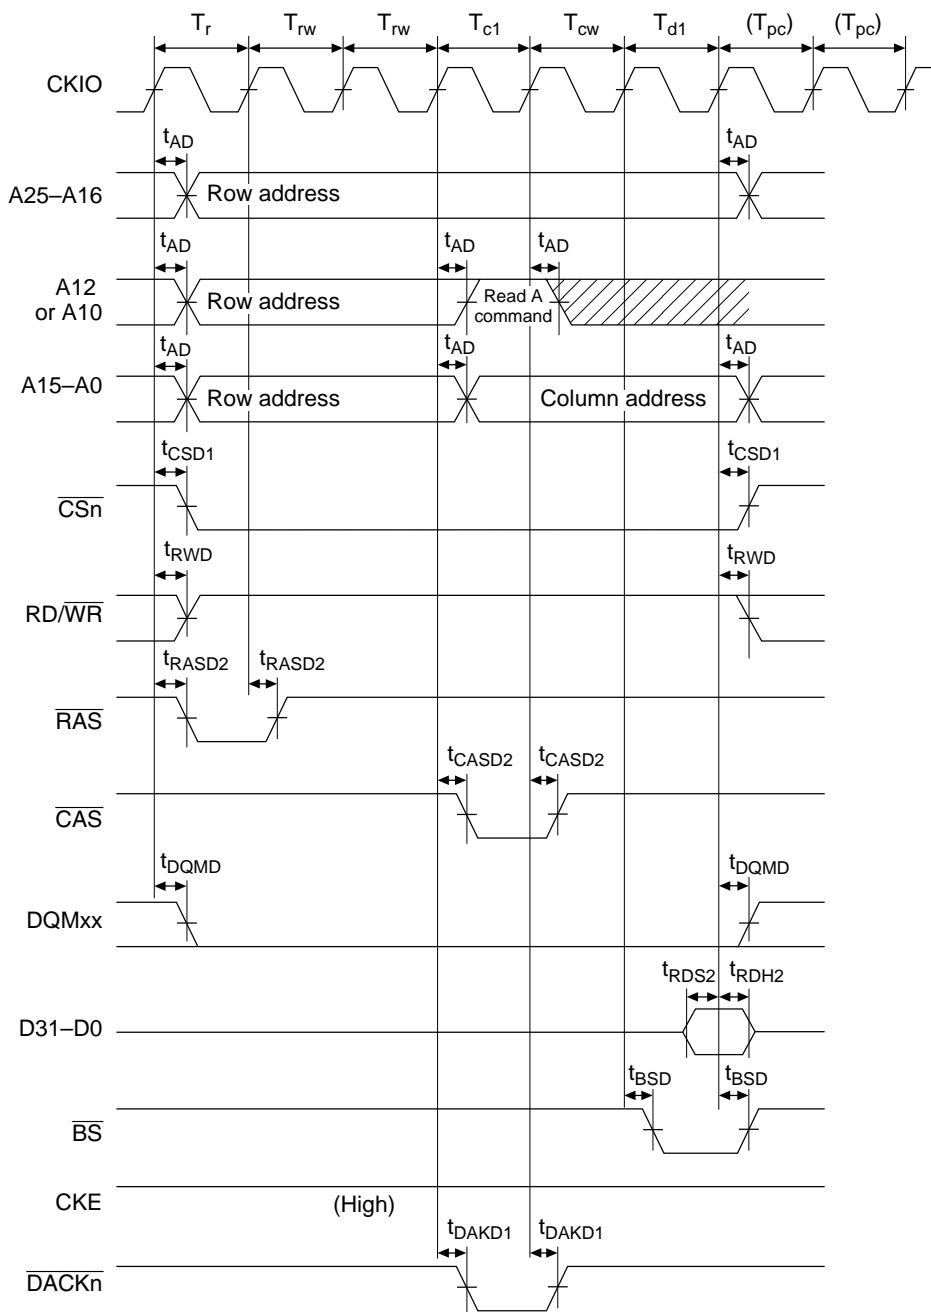 Tr Trw Trw Tc1 Tcw Td1 (Tpc) (Tpc)
CKIO
tAD tAD
A25–A16 Row address
tAD tAD tAD
A12 or A10 Row address Read A command
tAD tAD tAD
A15–A0 Row address Column address
tCSD1 tCSD1
CSn
tRWD tRWD
RD/WR
tRASD2 tRASD2
RAS
tCASD2 tCASD2
CAS
tDQMD tDQMD
DQMxx
tRDS2 tRDH2
D31–D0
tBSD tBSD
BS
CKE (High)
tDAKD1 tDAKD1
DACKn